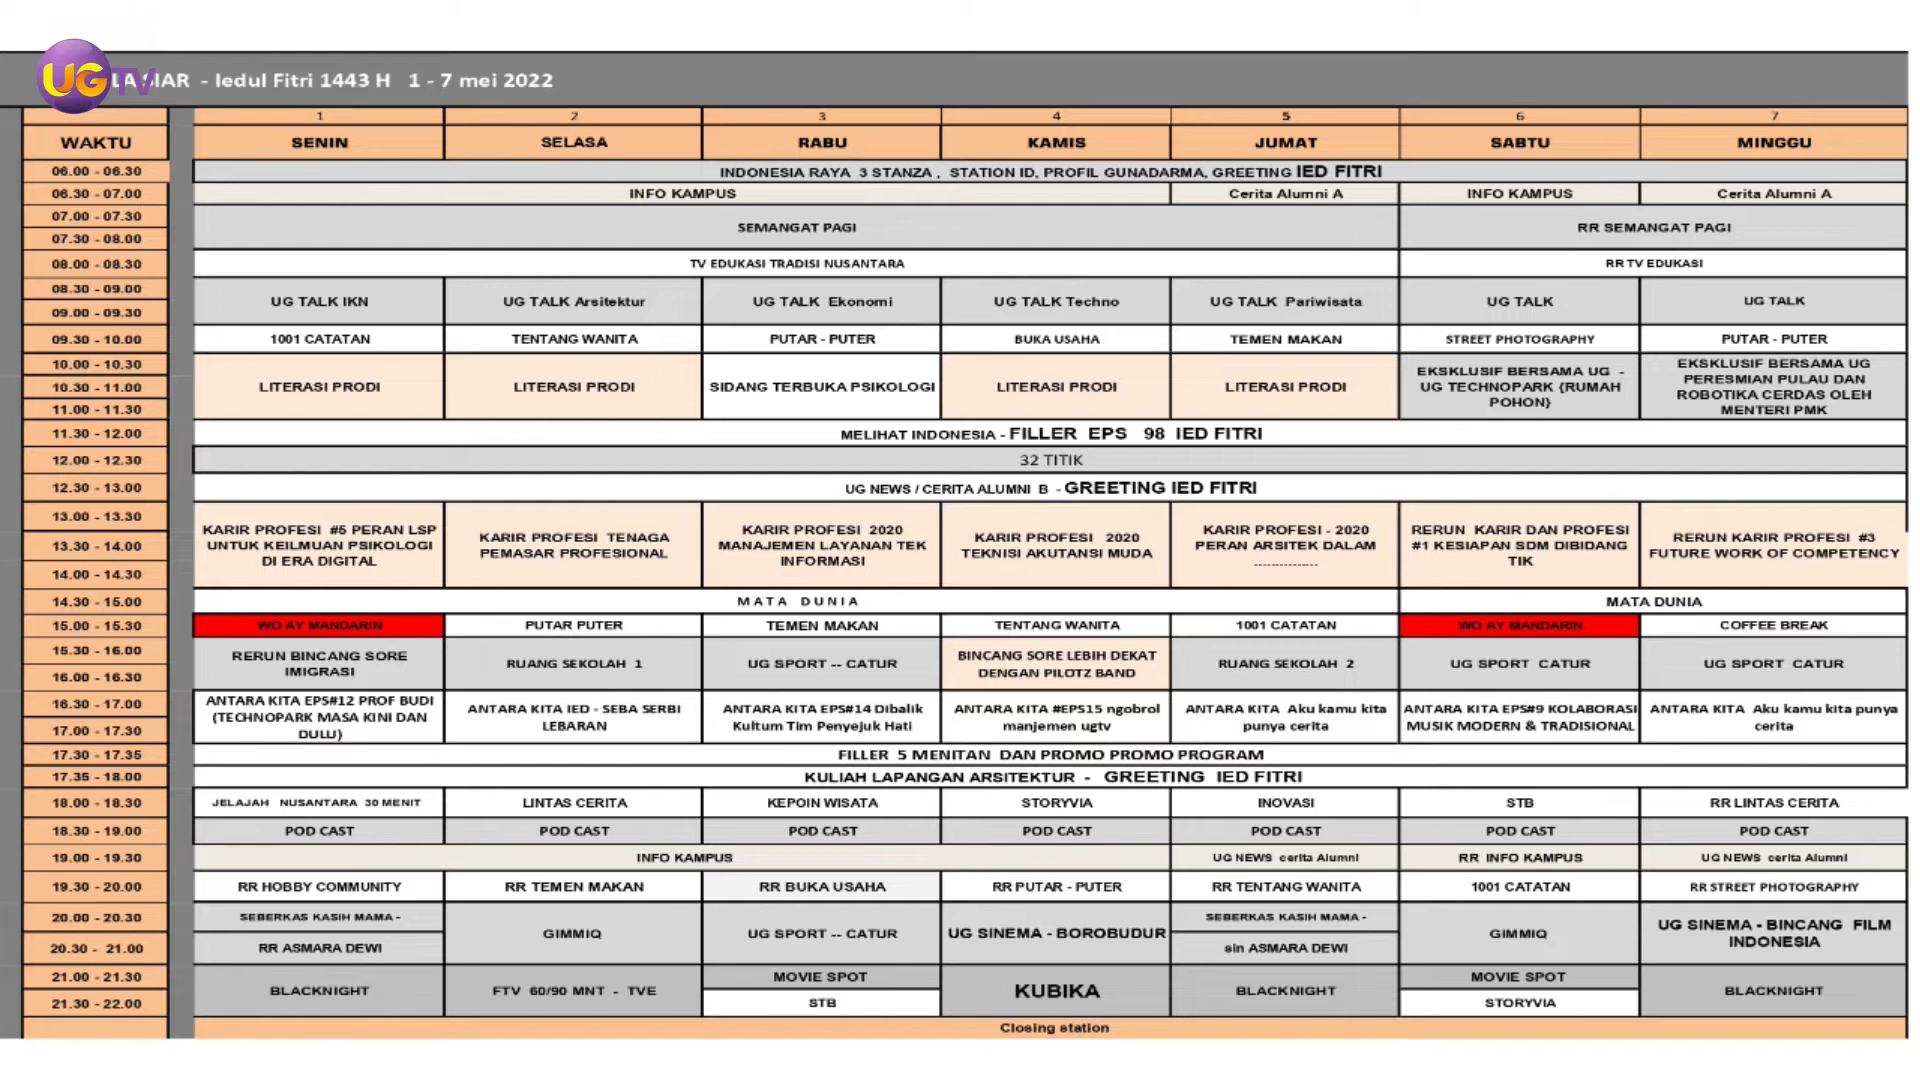 UGTV
LA SIAR - Iedul Fitri 1443 H 1 - 7 mei 2022
1 2 3 4 5 6 7
WAKTU SENIN SELASA RABU KAMIS JUMAT SABTU MINGGU
06.00 - 06.30 INDONESIA RAYA 3 STANZA , STATION ID, PROFIL GUNADARMA, GREETING IED FITRI
06.30 - 07.00 INFO KAMPUS Cerita Alumni A INFO KAMPUS Cerita Alumni A
07.00 - 07.30
SEMANGAT PAGI RR SEMANGAT PAGI
07.30 - 08.00
08.00 - 08.30 TV EDUKASI TRADISI NUSANTARA RR TV EDUKASI
08.30 - 09.00
UG TALK IKN UG TALK Arsitektur UG TALK Ekonomi UG TALK Techno UG TALK Pariwisata UG TALK UG TALK
09.00 - 09.30
09.30 - 10.00 1001 CATATAN TENTANG WANITA PUTAR - PUTER BUKA USAHA TEMEN MAKAN STREET PHOTOGRAPHY PUTAR - PUTER
10.00 - 10.30
10.30 - 11.00
11.00 - 11.30
LITERASI PRODI
LITERASI PRODI
SIDANG TERBUKA PSIKOLOGI
LITERASI PRODI
LITERASI PRODI
EKSKLUSIF BERSAMA UG -
UG TECHNOPARK {RUMAH
POHON}
EKSKLUSIF BERSAMA UG
PERESMIAN PULAU DAN
ROBOTIKA CERDAS OLEH
MENTERI PMK
11.30 - 12.00 MELIHAT INDONESIA - FILLER EPS 98 IED FITRI
12.00 - 12.30 32 TITIK
12.30 - 13.00 UG NEWS / CERITA ALUMNI B - GREETING IED FITRI
13.00 - 13.30
13.30 - 14.00
14.00 - 14.30
KARIR PROFESI #5 PERAN LSP
UNTUK KEILMUAN PSIKOLOGI
DI ERA DIGITAL
KARIR PROFESI TENAGA
PEMASAR PROFESIONAL
KARIR PROFESI 2020
MANAJEMEN LAYANAN TEK
INFORMASI
KARIR PROFESI 2020
TEKNISI AKUTANSI MUDA
KARIR PROFESI - 2020
PERAN ARSITEK DALAM
---------------
RERUN KARIR DAN PROFESI
#1 KESIAPAN SDM DIBIDANG
TIK
RERUN KARIR PROFESI #3
FUTURE WORK OF COMPETENCY
14.30 - 15.00 MATA DUNIA MATA DUNIA
15.00 - 15.30 WO AY MANDARIN PUTAR PUTER TEMEN MAKAN TENTANG WANITA 1001 CATATAN WO AY MANDARIN COFFEE BREAK
15.30 - 16.00
16.00 - 16.30
RERUN BINCANG SORE
IMIGRASI
RUANG SEKOLAH 1
UG SPORT -- CATUR
BINCANG SORE LEBIH DEKAT
DENGAN PILOTZ BAND
RUANG SEKOLAH 2
UG SPORT CATUR
UG SPORT CATUR
16.30 - 17.00
17.00 - 17.30
ANTARA KITA EPS#12 PROF BUDI
(TECHNOPARK MASA KINI DAN
DULU)
ANTARA KITA IED - SEBA SERBI
LEBARAN
ANTARA KITA EPS#14 Dibalik
Kultum Tim Penyejuk Hati
ANTARA KITA #EPS15 ngobrol
manjemen ugtv
ANTARA KITA Aku kamu kita
punya cerita
ANTARA KITA EPS#9 KOLABORASI
MUSIK MODERN & TRADISIONAL
ANTARA KITA Aku kamu kita punya
cerita
17.30 - 17.35 FILLER 5 MENITAN DAN PROMO PROMO PROGRAM
17.35 - 18.00 KULIAH LAPANGAN ARSITEKTUR - GREETING IED FITRI
18.00 - 18.30 JELAJAH NUSANTARA 30 MENIT LINTAS CERITA KEPOIN WISATA STORYVIA INOVASI STB RR LINTAS CERITA
18.30 - 19.00 POD CAST POD CAST POD CAST POD CAST POD CAST POD CAST POD CAST
19.00 - 19.30 INFO KAMPUS UG NEWS cerita Alumni RR INFO KAMPUS UG NEWS cerita Alumni
19.30 - 20.00 RR HOBBY COMMUNITY RR TEMEN MAKAN RR BUKA USAHA RR PUTAR - PUTER RR TENTANG WANITA 1001 CATATAN RR STREET PHOTOGRAPHY
20.00 - 20.30
20.30 - 21.00
SEBERKAS KASIH MAMA -
RR ASMARA DEWI
GIMMIQ
UG SPORT -- CATUR
UG SINEMA - BOROBUDUR
SEBERKAS KASIH MAMA -
sin ASMARA DEWI
GIMMIQ
UG SINEMA - BINCANG FILM
INDONESIA
21.00 - 21.30
21.30 - 22.00
BLACKNIGHT
FTV 60/90 MNT - TVE
MOVIE SPOT
STB
KUBIKA
BLACKNIGHT
MOVIE SPOT
STORYVIA
BLACKNIGHT
Closing station